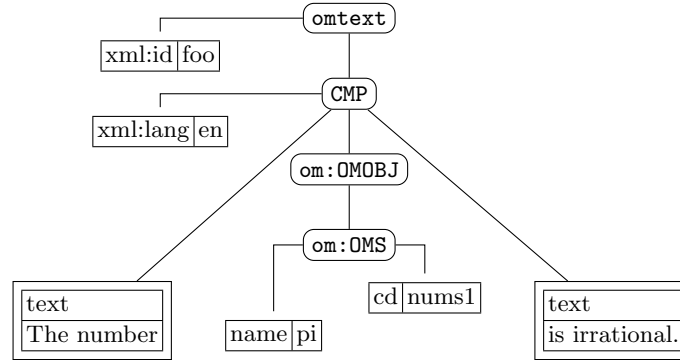 omtext
xml:id foo
CMP
xml:lang en
om:OMOBJ
om:OMS
cd nums1
text
The number
name pi
text
is irrational.